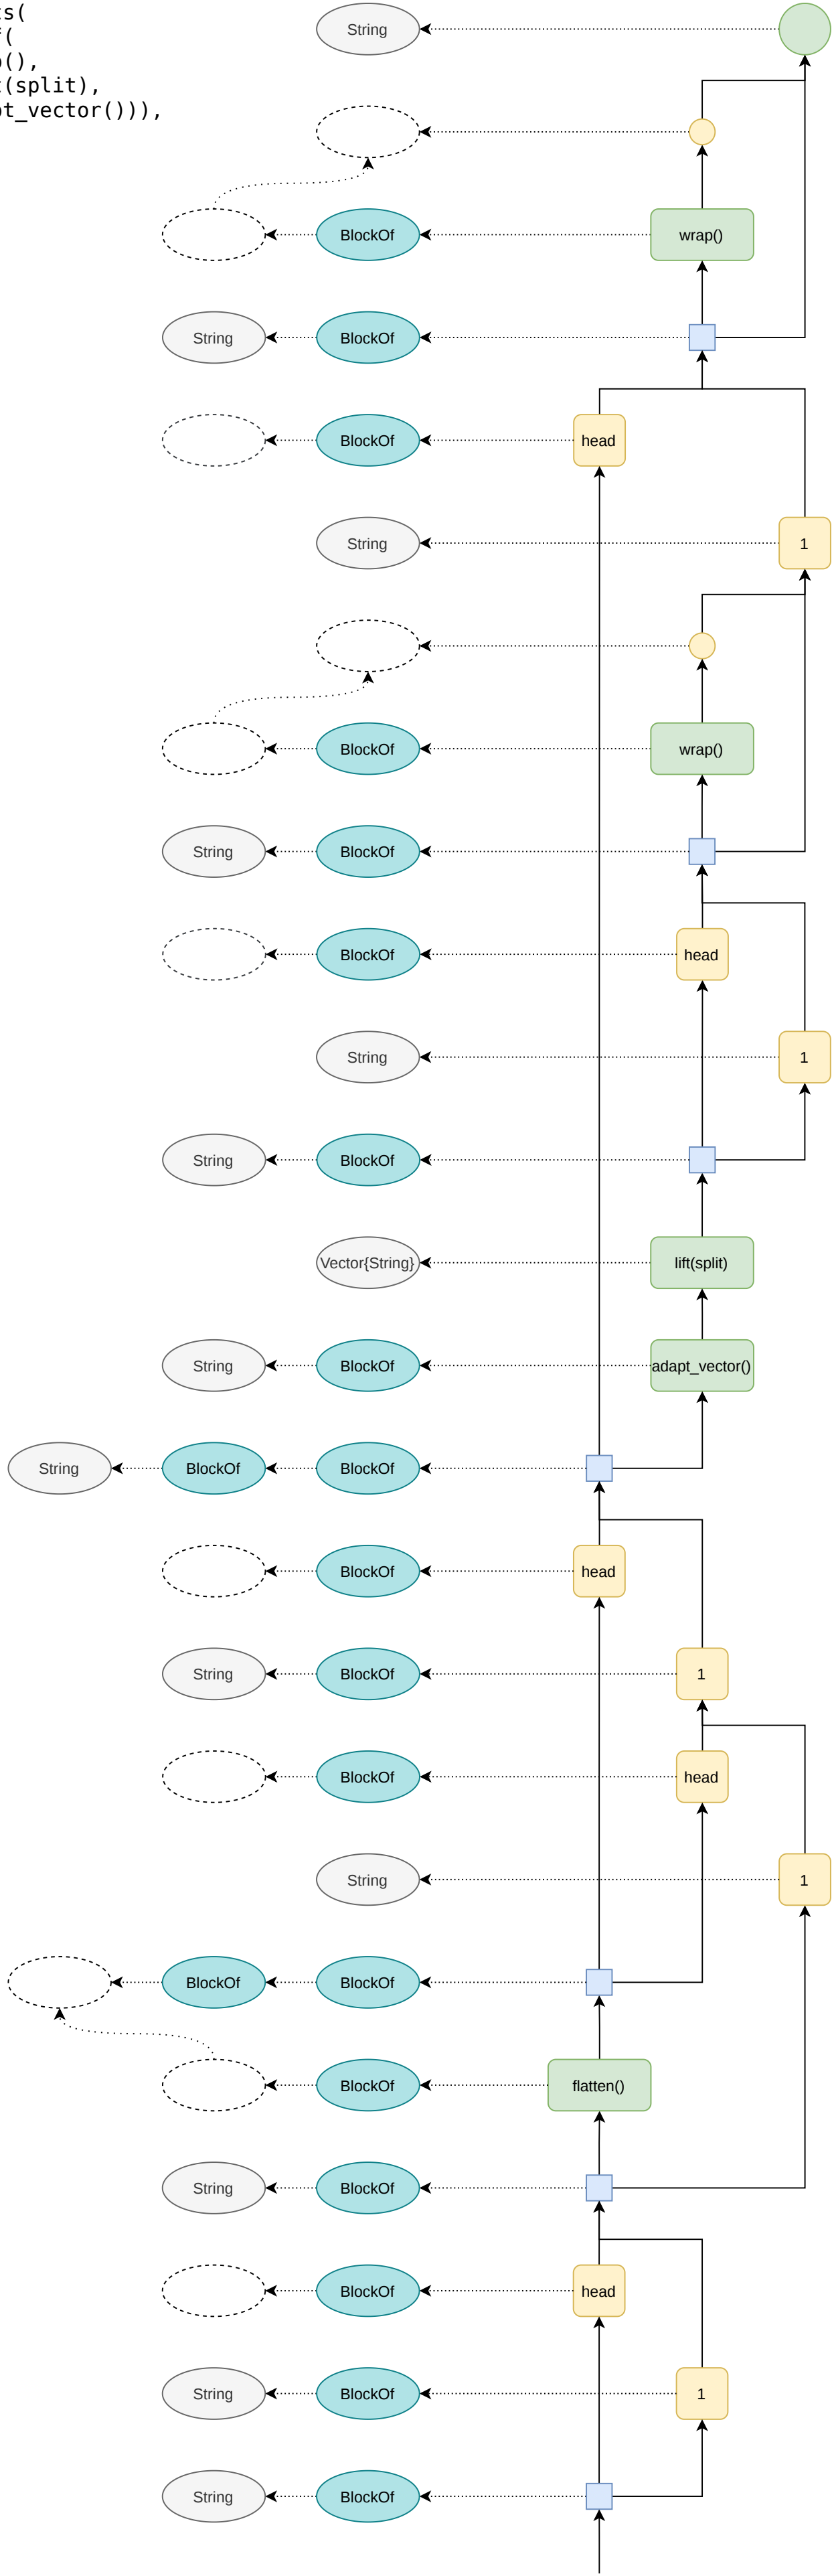 ts(
f(
p(),
t(split),
pt_vector())),
String
BlockOf
wrap()
String
BlockOf
BlockOf
head
String
1
BlockOf
wrap()
String
BlockOf
BlockOf
head
String
1
String
BlockOf
Vector{String}
lift(split)
String
BlockOf
adapt_vector()
String
BlockOf
BlockOf
BlockOf
head
String
BlockOf
1
BlockOf
head
String
1
BlockOf
BlockOf
BlockOf
flatten()
String
BlockOf
BlockOf
head
String
BlockOf
1
String
BlockOf